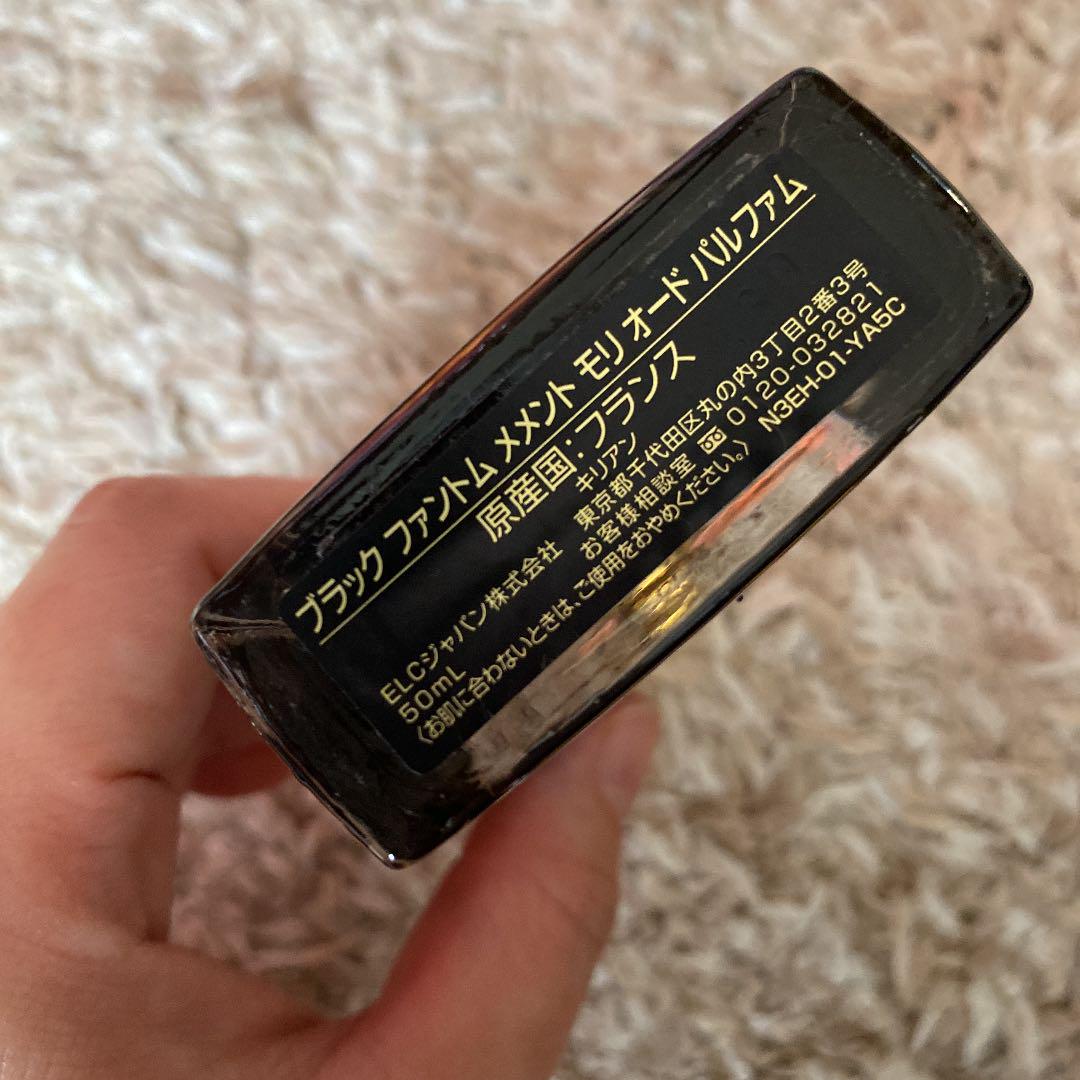 ブラック ファントム メメント モリ オード パルファム
原産国：フランス
キリアン
ELCジャパン株式会社 東京都千代田区丸の内3丁目2番3号
50mL お客様相談室 0120-032821
〈お肌に合わないときは、ご使用をおやめください。〉 N3EH-01-YA5C